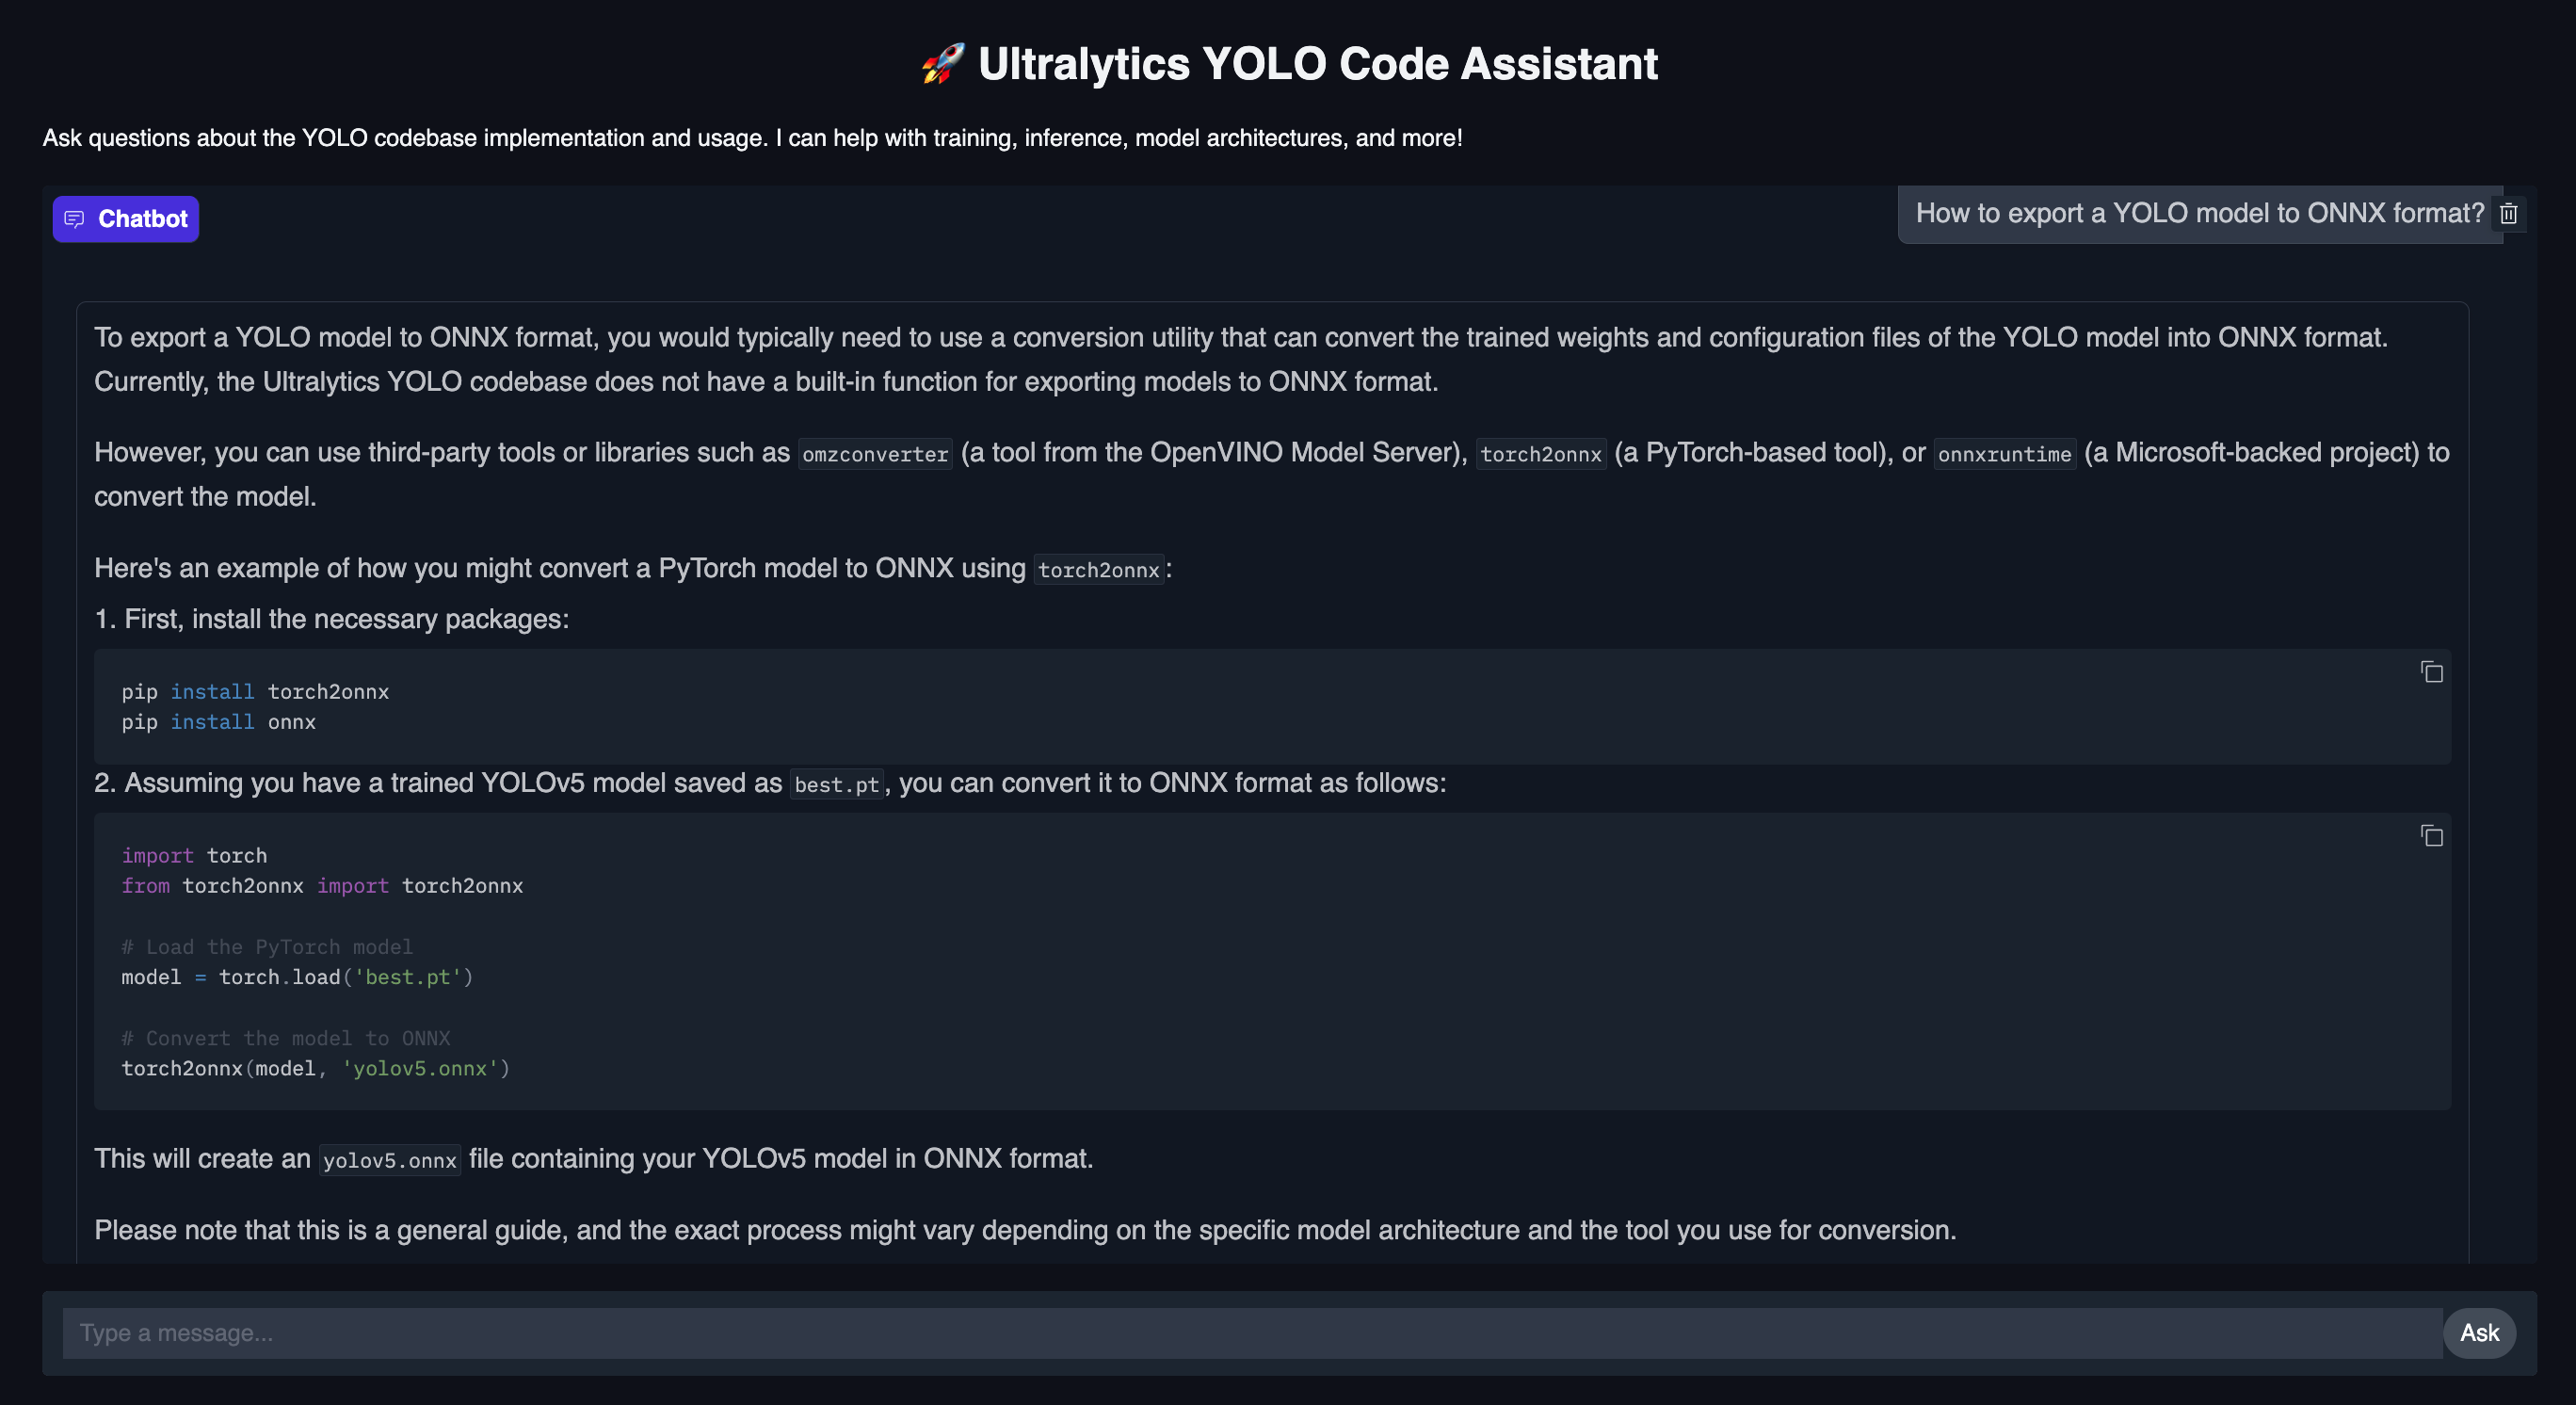 🚀 Ultralytics YOLO Code Assistant
Ask questions about the YOLO codebase implementation and usage. I can help with training, inference, model architectures, and more!
Chatbot
How to export a YOLO model to ONNX format?
To export a YOLO model to ONNX format, you would typically need to use a conversion utility that can convert the trained weights and configuration files of the YOLO model into ONNX format.
Currently, the Ultralytics YOLO codebase does not have a built-in function for exporting models to ONNX format.
However, you can use third-party tools or libraries such as omzconverter (a tool from the OpenVINO Model Server), torch2onnx (a PyTorch-based tool), or onnxruntime (a Microsoft-backed project) to
convert the model.
Here's an example of how you might convert a PyTorch model to ONNX using torch2onnx:
1. First, install the necessary packages:
pip install torch2onnx
pip install onnx
2. Assuming you have a trained YOLOv5 model saved as best.pt, you can convert it to ONNX format as follows:
import torch
from torch2onnx import torch2onnx
# Load the PyTorch model
model = torch.load('best.pt')
# Convert the model to ONNX
torch2onnx(model, 'yolov5.onnx')
This will create an yolov5.onnx file containing your YOLOv5 model in ONNX format.
Please note that this is a general guide, and the exact process might vary depending on the specific model architecture and the tool you use for conversion.
Type a message...
Ask